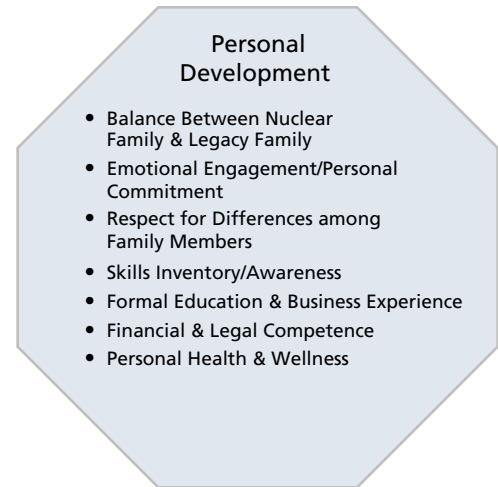 Personal
Development
• Balance Between Nuclear
Family & Legacy Family
• Emotional Engagement/Personal
Commitment
• Respect for Differences among
Family Members
• Skills Inventory/Awareness
• Formal Education & Business Experience
• Financial & Legal Competence
• Personal Health & Wellness